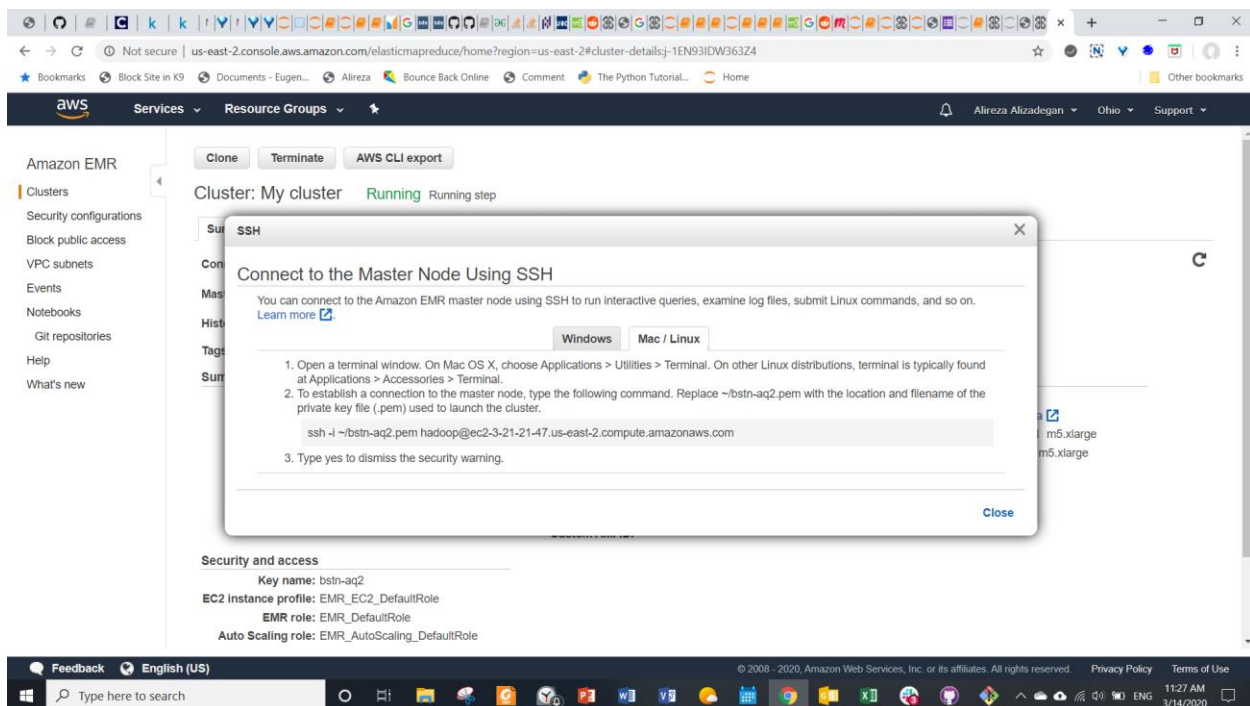 Not secure | us-east-2.console.aws.amazon.com/elasticmapreduce/home?region=us-east-2#cluster-details:j-1EN93IDW363Z4
Bookmarks Block Site in K9 Documents - Eugen... Alireza Bounce Back Online Comment The Python Tutorial... Home Other bookmarks
aws Services Resource Groups Alireza Alizadegan Ohio Support
Amazon EMR
Clusters
Security configurations
Block public access
VPC subnets
Events
Notebooks
Git repositories
Help
What's new
Clone Terminate AWS CLI export
Cluster: My cluster Running Running step
Sur
Con
Mas
Hist
Tags
Sum
SSH
Connect to the Master Node Using SSH
You can connect to the Amazon EMR master node using SSH to run interactive queries, examine log files, submit Linux commands, and so on.
Learn more
Windows Mac / Linux
1. Open a terminal window. On Mac OS X, choose Applications > Utilities > Terminal. On other Linux distributions, terminal is typically found
at Applications > Accessories > Terminal.
2. To establish a connection to the master node, type the following command. Replace ~/bstn-aq2.pem with the location and filename of the
private key file (.pem) used to launch the cluster.
ssh -i ~/bstn-aq2.pem hadoop@ec2-3-21-21-47.us-east-2.compute.amazonaws.com
3. Type yes to dismiss the security warning.
Close
m5.xlarge
m5.xlarge
Security and access
Key name: bstn-aq2
EC2 instance profile: EMR_EC2_DefaultRole
EMR role: EMR_DefaultRole
Auto Scaling role: EMR_AutoScaling_DefaultRole
Feedback English (US) © 2008 - 2020, Amazon Web Services, Inc. or its affiliates. All rights reserved. Privacy Policy Terms of Use
Type here to search ENG 11:27 AM
3/14/2020